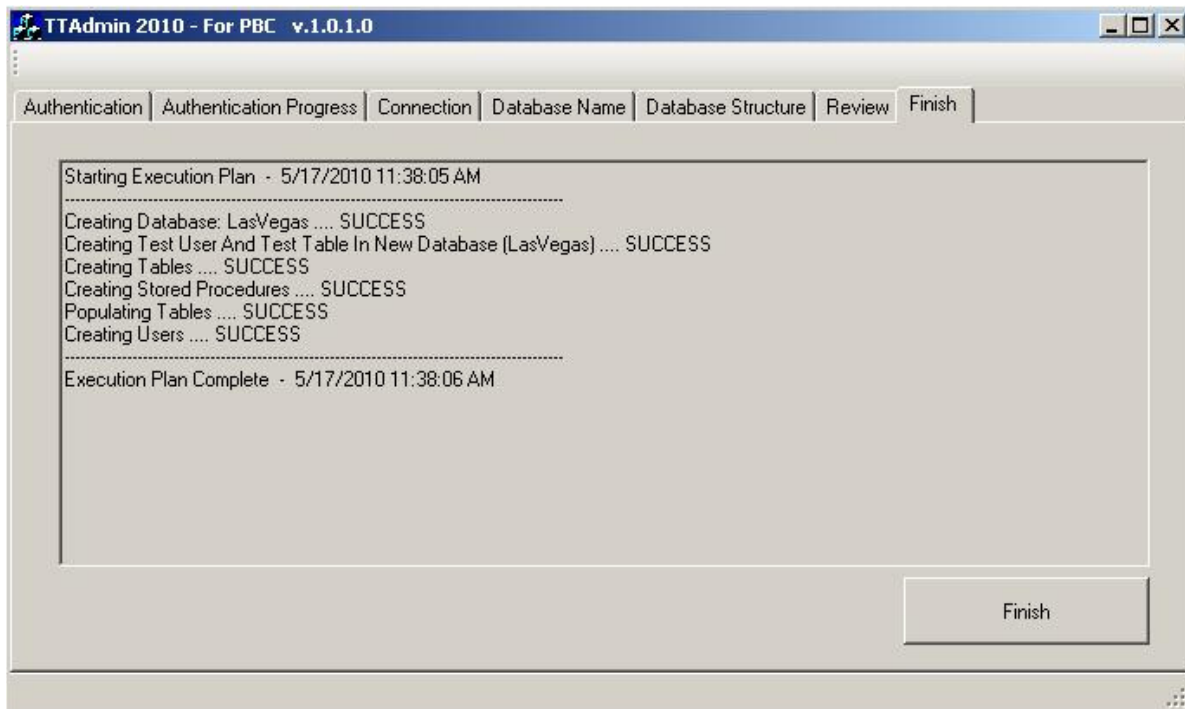 TTAdmin 2010 - For PBC v.1.0.1.0
Authentication Authentication Progress Connection Database Name Database Structure Review Finish
Starting Execution Plan - 5/17/2010 11:38:05 AM
--------------------------------------------------------------------------------
Creating Database: LasVegas .... SUCCESS
Creating Test User And Test Table In New Database (LasVegas) .... SUCCESS
Creating Tables .... SUCCESS
Creating Stored Procedures .... SUCCESS
Populating Tables .... SUCCESS
Creating Users .... SUCCESS
--------------------------------------------------------------------------------
Execution Plan Complete - 5/17/2010 11:38:06 AM
Finish